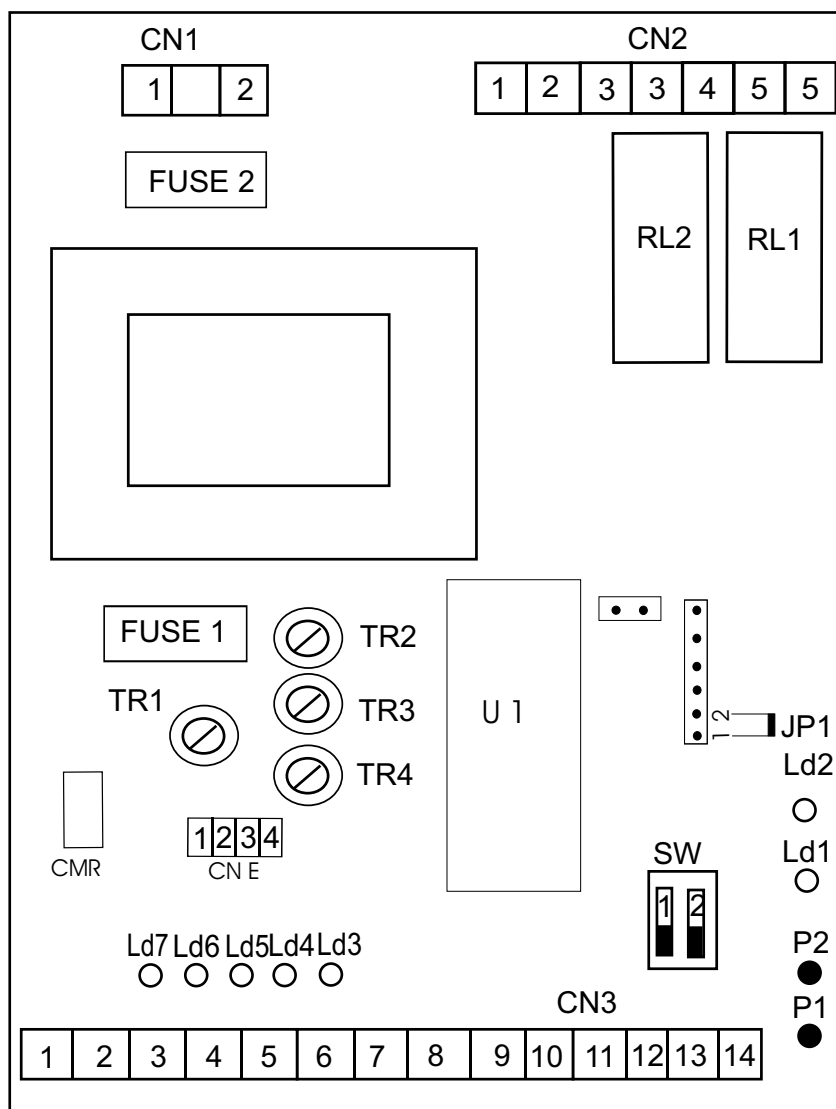 CN1
CN2
1 2
1 2 3 3 4 5 5
FUSE 2
RL2
RL1
FUSE 1
TR2
TR1
TR3
U 1
1 2
JP1
TR4
Ld2
1 2 3 4
CMR
CN E
SW
Ld1
1 2
Ld7 Ld6 Ld5 Ld4 Ld3
P2
CN3
P1
1 2 3 4 5 6 7 8 9 10 11 12 13 14